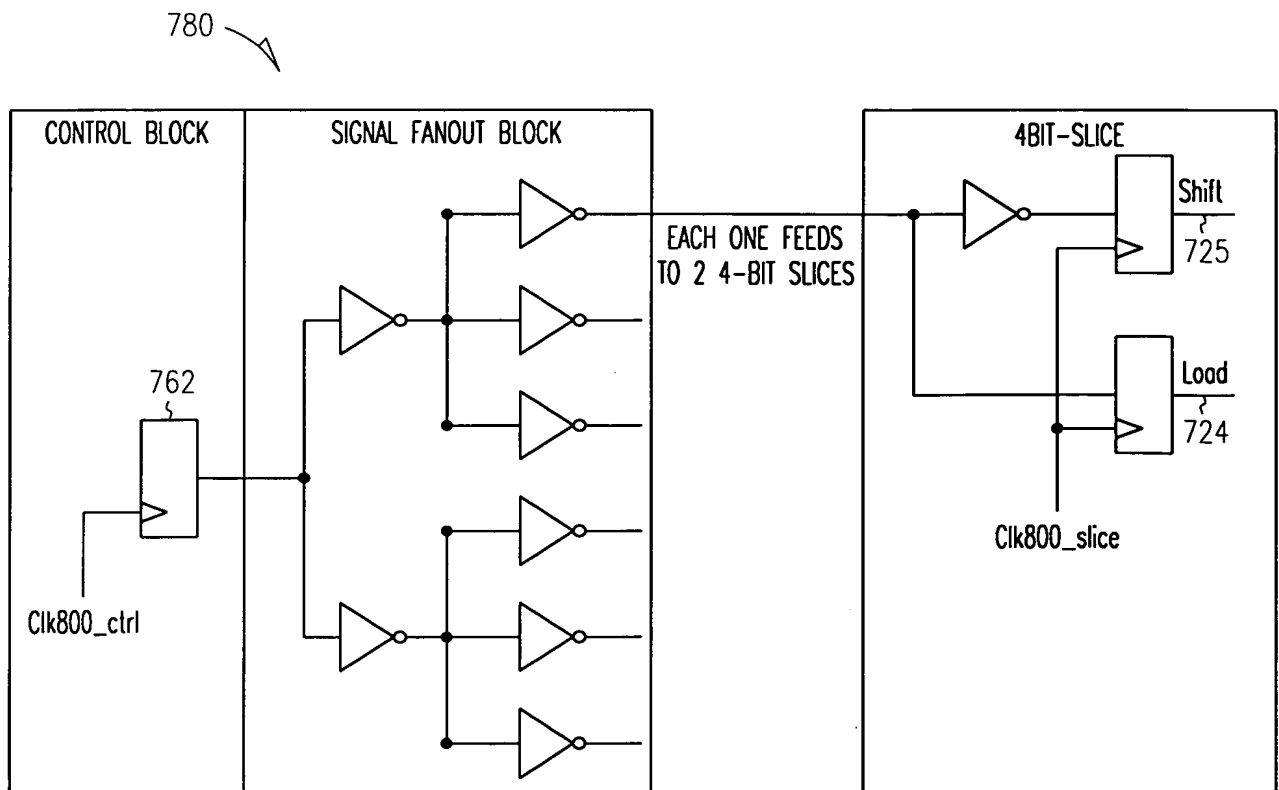 780
CONTROL BLOCK
SIGNAL FANOUT BLOCK
4BIT-SLICE
EACH ONE FEEDS
TO 2 4-BIT SLICES
Shift
725
762
Load
724
Clk800_ctrl
Clk800_slice